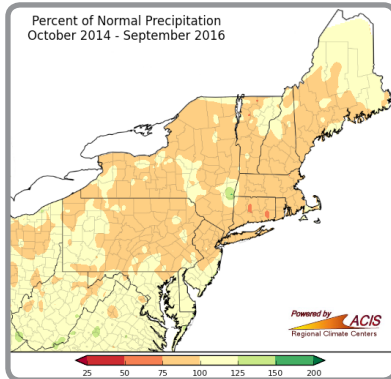 Percent of Normal Precipitation
October 2014 - September 2016
Powered by
ACIS
Regional Climate Centers
25 50 75 100 125 150 200